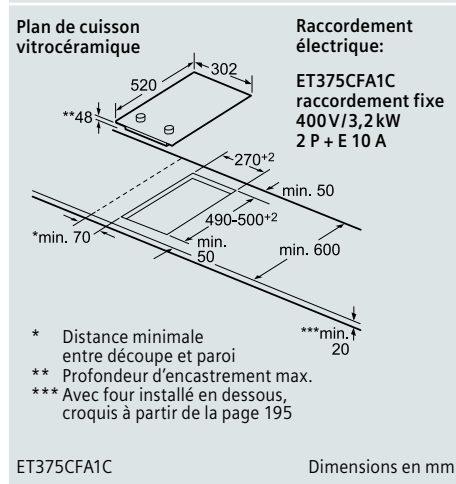 Plan de cuisson
vitrocéramique
Raccordement
électrique:
ET375CFA1C
raccordement fixe
400 V/3,2 kW
2 P + E 10 A
520
302
**48
270+2
min. 50
490-500+2
*min. 70
min.
50
min. 600
***min.
20
* Distance minimale
entre découpe et paroi
** Profondeur d'encastrement max.
*** Avec four installé en dessous,
croquis à partir de la page 195
ET375CFA1C
Dimensions en mm